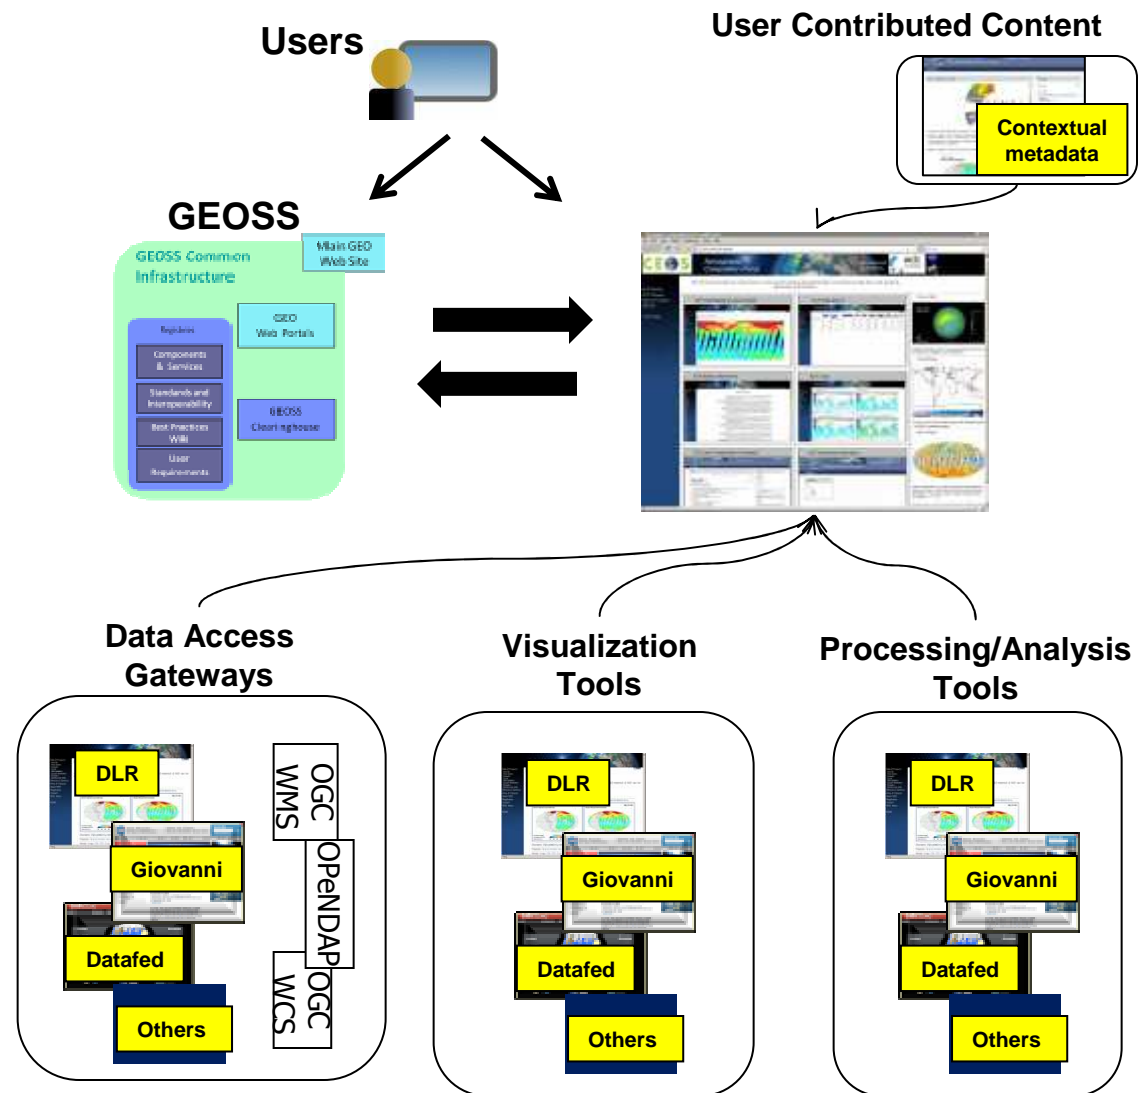 Users
User Contributed Content
Contextual
metadata
GEOSS
GEOSS Common
Infrastructure
Main GEO
Web Site
Registries
Components
& Services
Standards and
Interoperability
Best Practices
Wiki
User
Requirements
GEO
Web Portals
GEOSS
Clearinghouse
CEOS
Data Access
Gateways
DLR
Giovanni
Datafed
Others
OGC
WMS
OPeNDAP
OGC
WCS
Visualization
Tools
DLR
Giovanni
Datafed
Others
Processing/Analysis
Tools
DLR
Giovanni
Datafed
Others